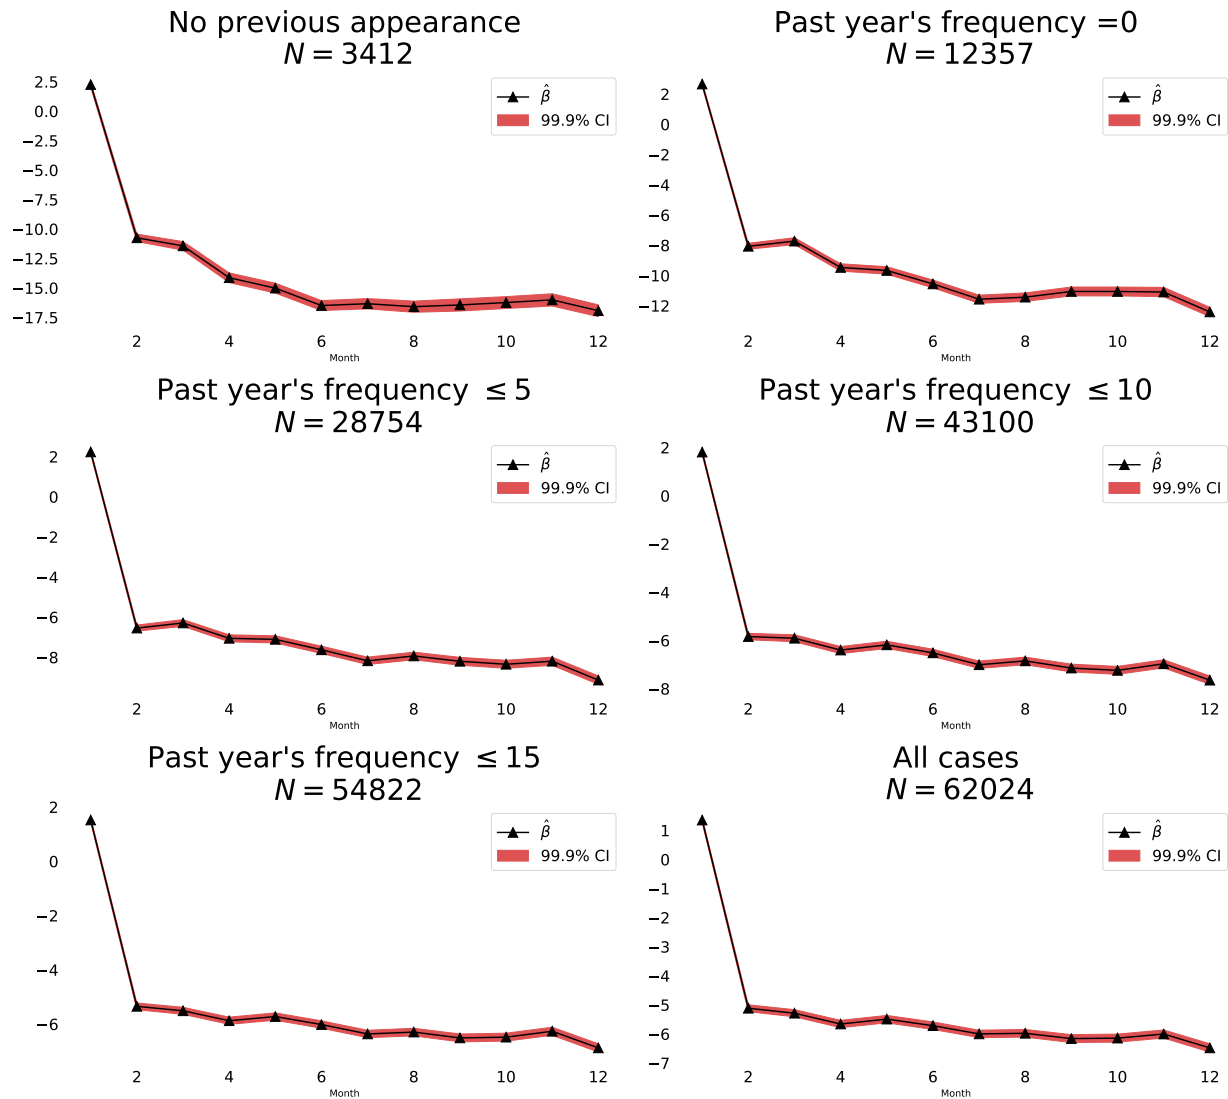 No previous appearance
N = 3412
2.5
0.0
−2.5
−5.0
−7.5
−10.0
−12.5
−15.0
−17.5
β̂
99.9% CI
2 4 6 8 10 12
Month
Past year's frequency =0
N = 12357
2
0
−2
−4
−6
−8
−10
−12
β̂
99.9% CI
2 4 6 8 10 12
Month
Past year's frequency ≤ 5
N = 28754
2
0
−2
−4
−6
−8
β̂
99.9% CI
2 4 6 8 10 12
Month
Past year's frequency ≤ 10
N = 43100
2
0
−2
−4
−6
−8
β̂
99.9% CI
2 4 6 8 10 12
Month
Past year's frequency ≤ 15
N = 54822
2
0
−2
−4
−6
β̂
99.9% CI
2 4 6 8 10 12
Month
All cases
N = 62024
1
0
−1
−2
−3
−4
−5
−6
−7
β̂
99.9% CI
2 4 6 8 10 12
Month